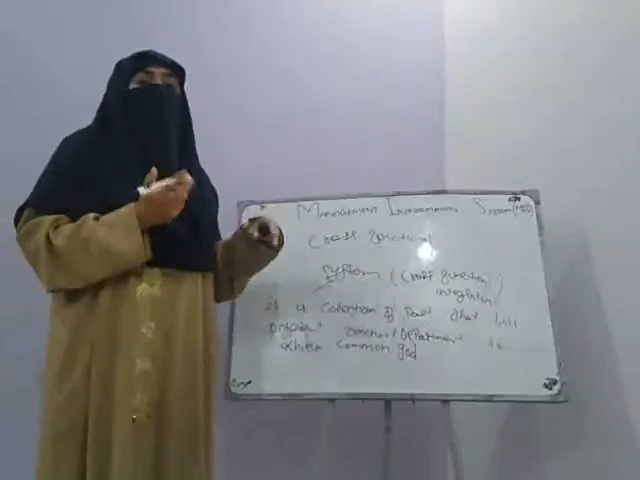 Management Information System (MIS)
Cross functional
System (Cross function
integration)
it is a Collection of Part that link
Different Function / Department to
achieve common goal